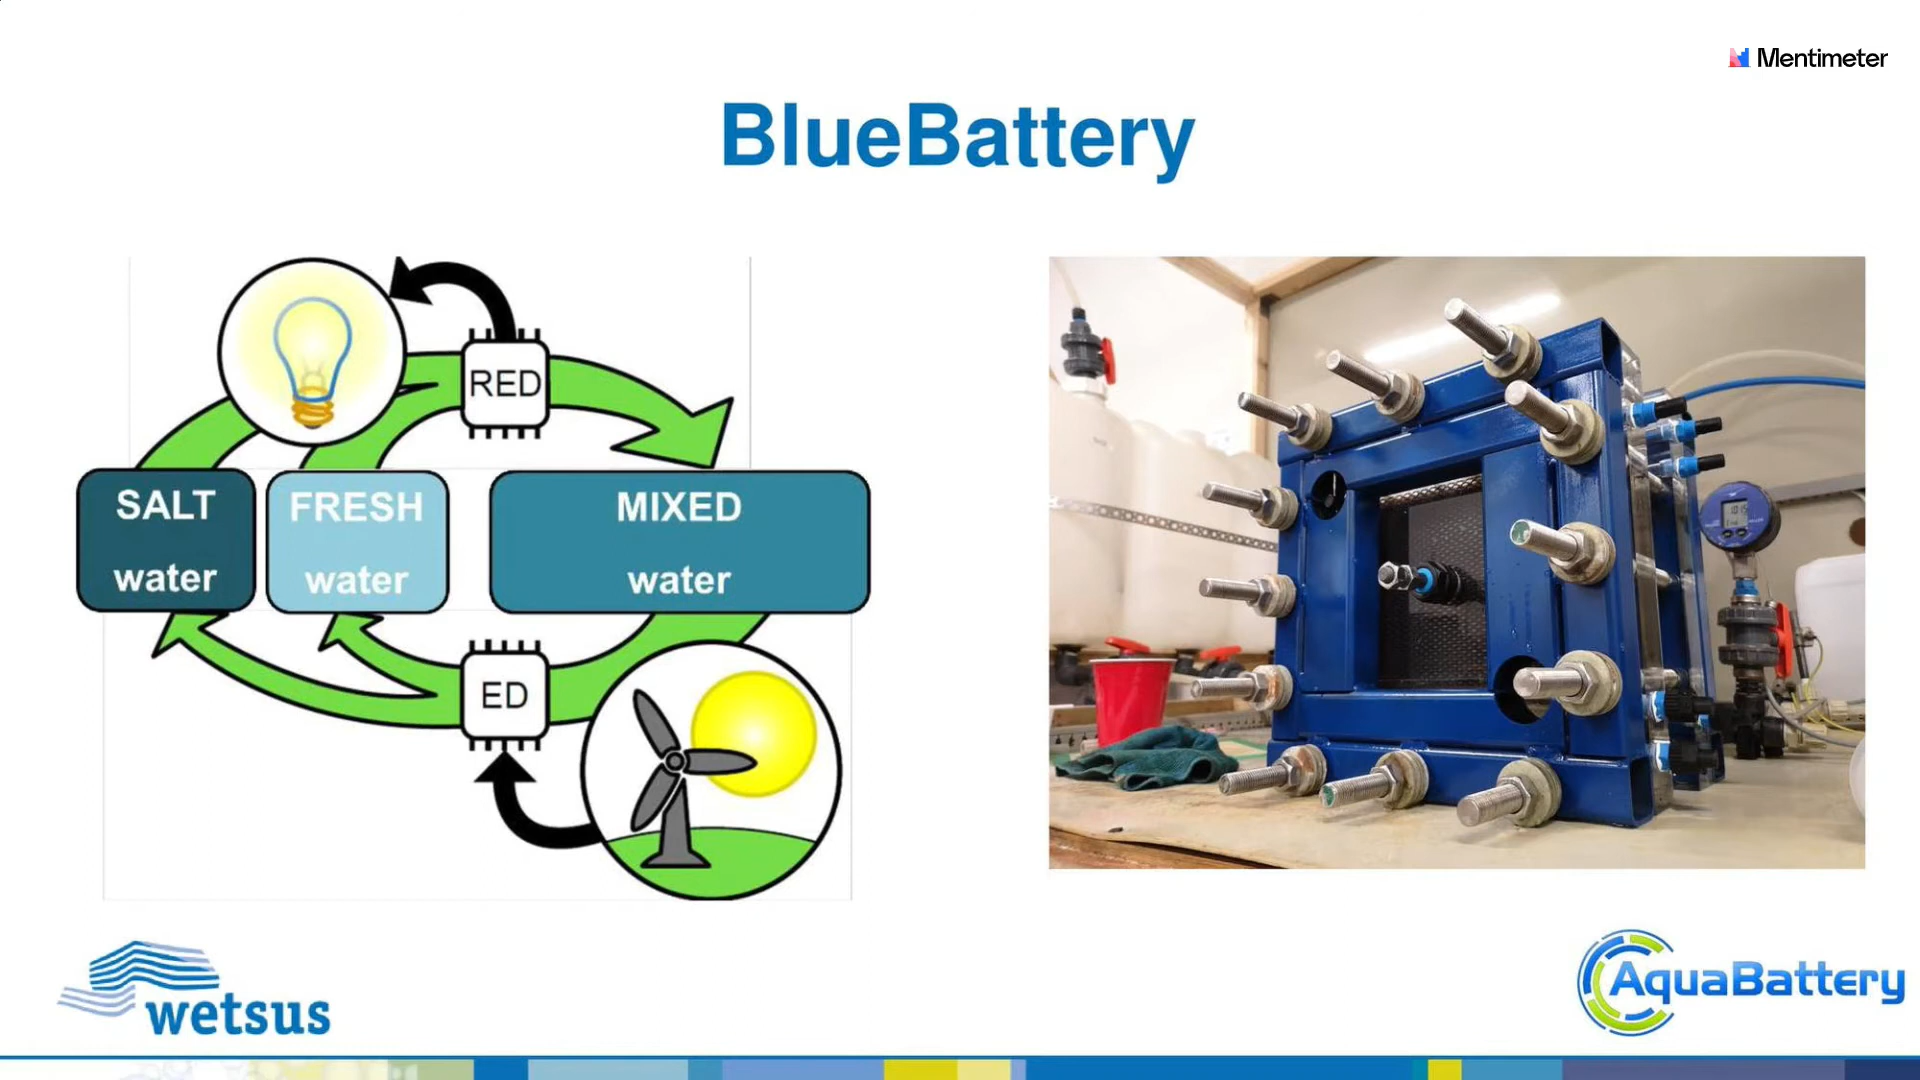 Mentimeter
BlueBattery
RED
SALT
water
FRESH
water
MIXED
water
ED
wetsus
AquaBattery